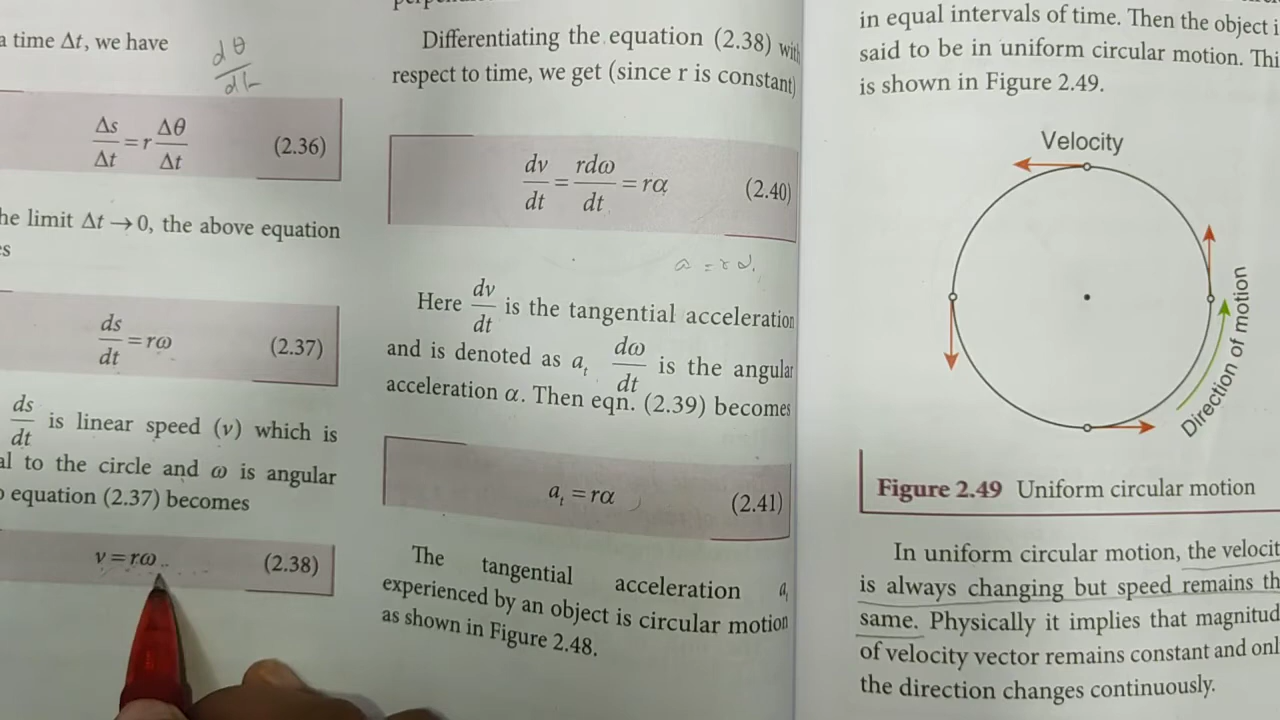 a time Δt, we have
dθ
dt
Δs/Δt = r Δθ/Δt (2.36)
he limit Δt → 0, the above equation
es
ds/dt = rω (2.37)
ds/dt is linear speed (v) which is
al to the circle and ω is angular
o equation (2.37) becomes
v = rω (2.38)
Differentiating the equation (2.38) with
respect to time, we get (since r is constant)
dv/dt = rdω/dt = rα (2.40)
a = r α.
Here dv/dt is the tangential acceleration
and is denoted as aₜ dω/dt is the angular
acceleration α. Then eqn. (2.39) becomes
aₜ = rα (2.41)
The tangential acceleration aₜ
experienced by an object is circular motion
as shown in Figure 2.48.
in equal intervals of time. Then the object i
said to be in uniform circular motion. Thi
is shown in Figure 2.49.
Velocity
Direction of motion
Figure 2.49 Uniform circular motion
In uniform circular motion, the velocit
is always changing but speed remains th
same. Physically it implies that magnitud
of velocity vector remains constant and onl
the direction changes continuously.